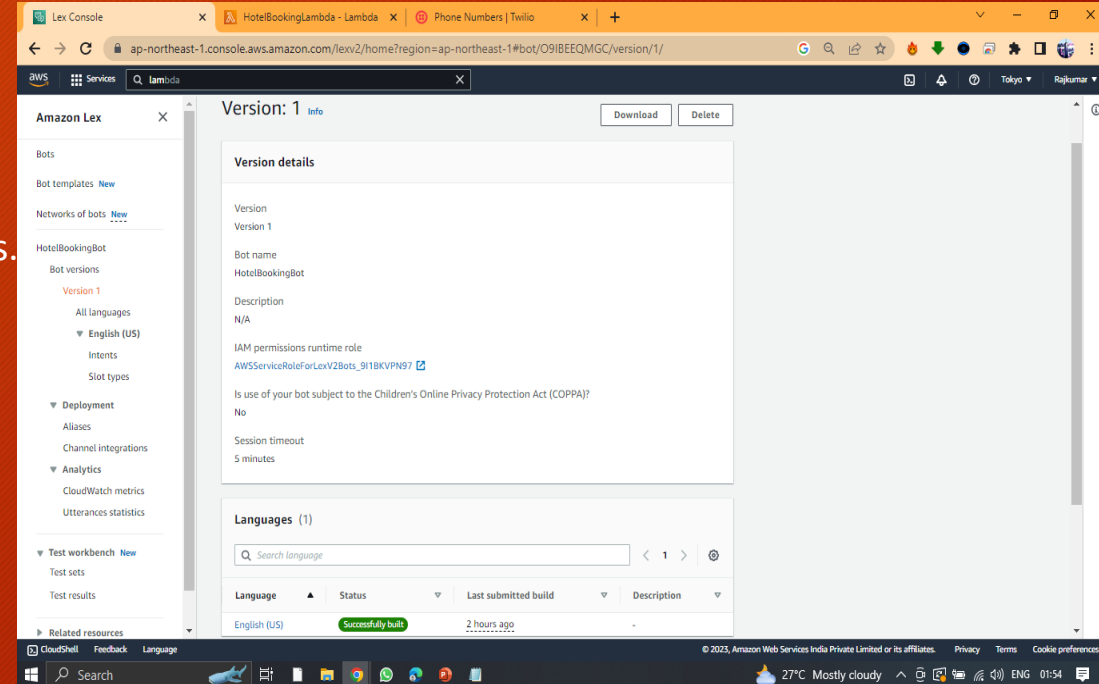 Lex Console
HotelBookingLambda - Lambda
Phone Numbers | Twilio
ap-northeast-1.console.aws.amazon.com/lexv2/home?region=ap-northeast-1#bot/O9IBEEQMGC/version/1/
aws
Services
lambda
Tokyo
Rajkumar
s.
Amazon Lex
Bots
Bot templates New
Networks of bots New
HotelBookingBot
Bot versions
Version 1
All languages
English (US)
Intents
Slot types
Deployment
Aliases
Channel integrations
Analytics
CloudWatch metrics
Utterances statistics
Test workbench New
Test sets
Test results
Related resources
Version: 1 Info
Download
Delete
Version details
Version
Version 1
Bot name
HotelBookingBot
Description
N/A
IAM permissions runtime role
AWSServiceRoleForLexV2Bots_9I1BKVPN97
Is use of your bot subject to the Children's Online Privacy Protection Act (COPPA)?
No
Session timeout
5 minutes
Languages (1)
Search language
1
Language Status Last submitted build Description
English (US) Successfully built 2 hours ago -
CloudShell Feedback Language
© 2023, Amazon Web Services India Private Limited or its affiliates. Privacy Terms Cookie preferences
Search
27°C Mostly cloudy
ENG 01:54